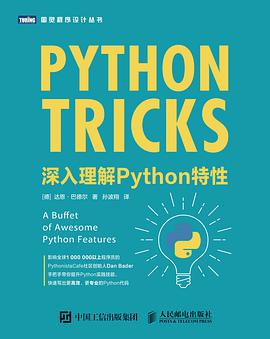 TURING 图灵程序设计丛书
PYTHON
TRICKS
深入理解Python特性
[德] 达恩·巴德尔 著 孙波翔 译
A Buffet
of Awesome
Python Features
影响全球1 000 000以上程序员的
PythonistaCafe社区创始人Dan Bader
手把手带你提升Python实践技能，
快速写出更高效、更专业的Python代码
中国工信出版集团
人民邮电出版社
POSTS & TELECOM PRESS